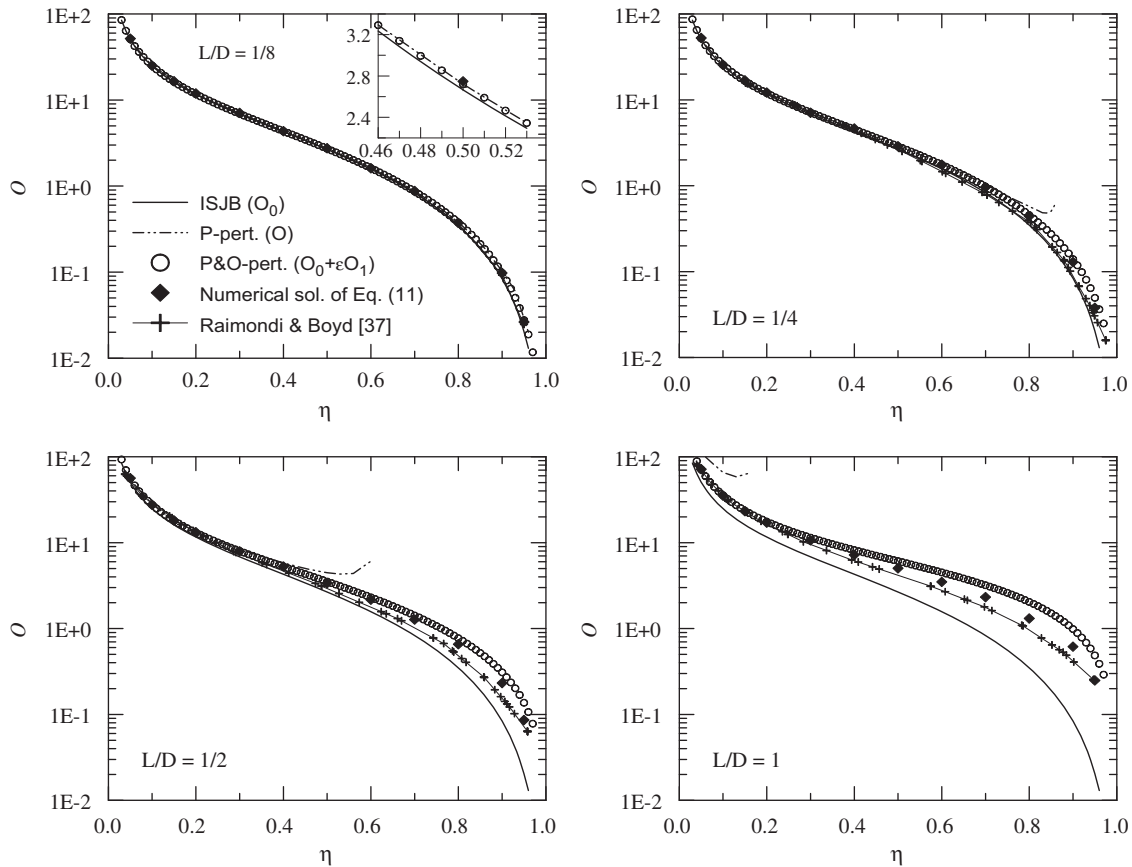 1E+2
1E+1
1E+0
1E-1
1E-2
O
L/D = 1/8
3.2
2.8
2.4
0.46 0.48 0.50 0.52
ISJB (O₀)
P-pert. (O)
P&O-pert. (O₀+εO₁)
Numerical sol. of Eq. (11)
Raimondi & Boyd [37]
0.0 0.2 0.4 0.6 0.8 1.0
η
1E+2
1E+1
1E+0
1E-1
1E-2
O
L/D = 1/4
0.0 0.2 0.4 0.6 0.8 1.0
η
1E+2
1E+1
1E+0
1E-1
1E-2
O
L/D = 1/2
0.0 0.2 0.4 0.6 0.8 1.0
η
1E+2
1E+1
1E+0
1E-1
1E-2
O
L/D = 1
0.0 0.2 0.4 0.6 0.8 1.0
η